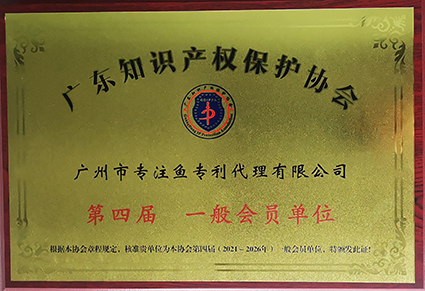 广东知识产权保护协会
广州市专注鱼专利代理有限公司
第四届 一般会员单位
根据本协会章程规定，核准贵单位为本协会第四届（2021-2026年）一般会员单位，特颁发此证！